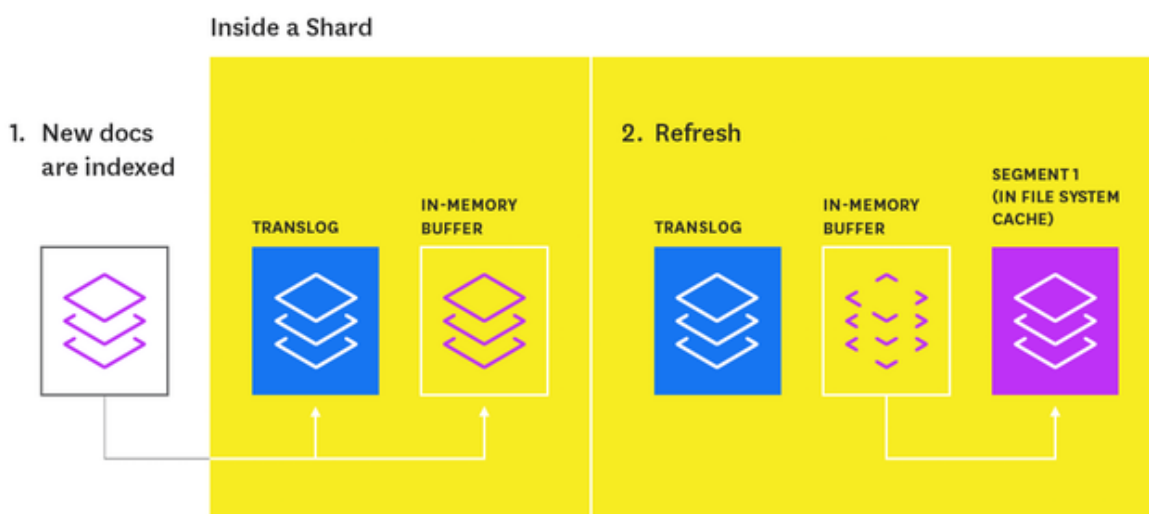 Inside a Shard
1. New docs
are indexed
TRANSLOG
IN-MEMORY
BUFFER
2. Refresh
TRANSLOG
IN-MEMORY
BUFFER
SEGMENT 1
(IN FILE SYSTEM
CACHE)